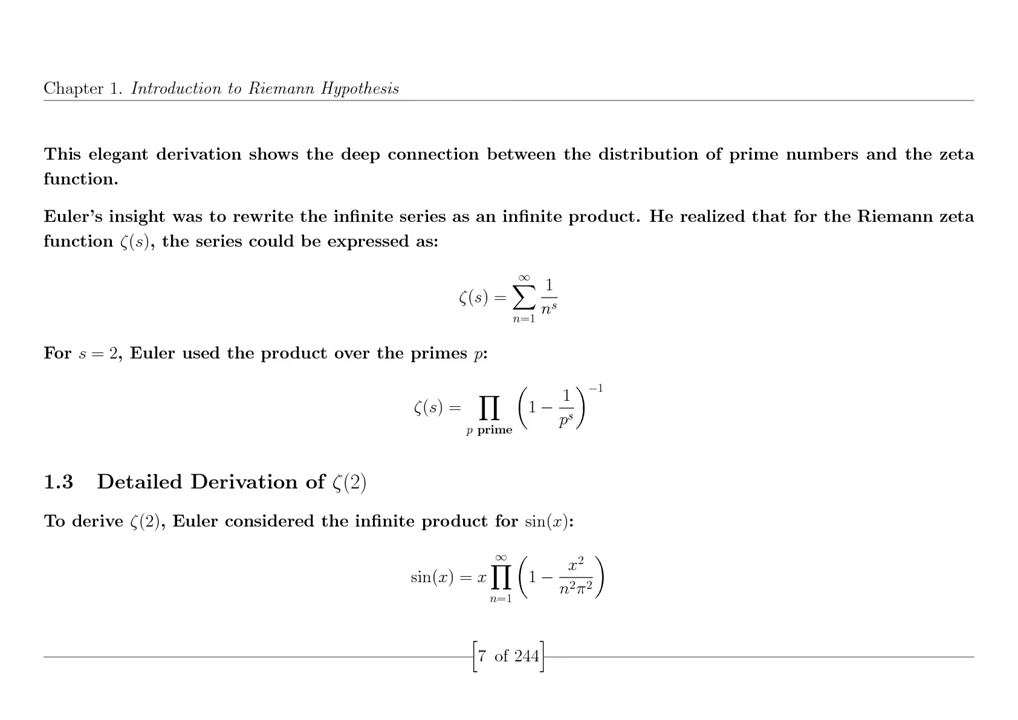 Chapter 1. Introduction to Riemann Hypothesis
This elegant derivation shows the deep connection between the distribution of prime numbers and the zeta
function.
Euler's insight was to rewrite the infinite series as an infinite product. He realized that for the Riemann zeta
function ζ(s), the series could be expressed as:
ζ(s) = ∑_{n=1}^{∞} 1/n^s
For s = 2, Euler used the product over the primes p:
ζ(s) = ∏_{p prime} (1 − 1/p^s)^{−1}
1.3 Detailed Derivation of ζ(2)
To derive ζ(2), Euler considered the infinite product for sin(x):
sin(x) = x ∏_{n=1}^{∞} (1 − x^2/(n^2π^2))
[7 of 244]